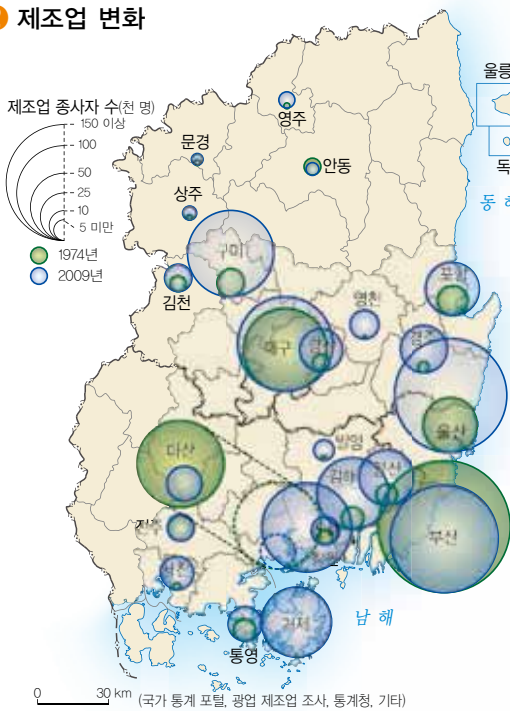 제조업 변화
제조업 종사자 수(천 명)
150 이상
100
50
25
10
5 미만
1974년
2009년
울릉
독
동 해
영주
문경
안동
상주
구미
김천
포항
영천
대구
경산
경주
울산
밀양
마산
김해
양산
부산
진주
사천
거제
통영
남 해
0 30 km
(국가 통계 포털, 광업 제조업 조사, 통계청, 기타)